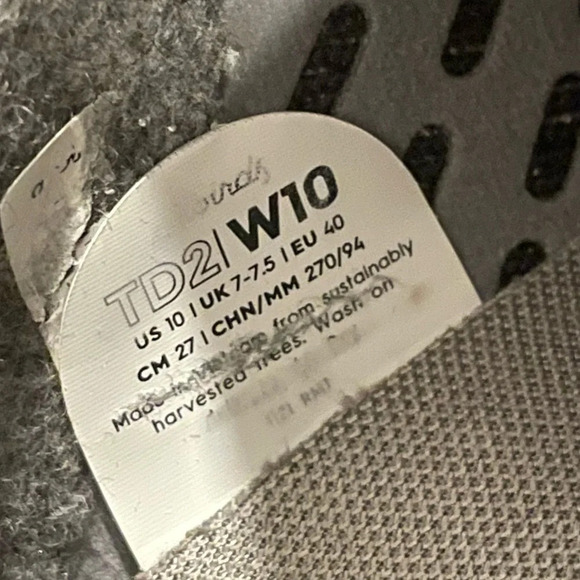 TD2|W10
US 10 | UK 7-7.5 | EU 40
CM 27 | CHN/MM 270/94
from sustainably
harvested trees. Wash on